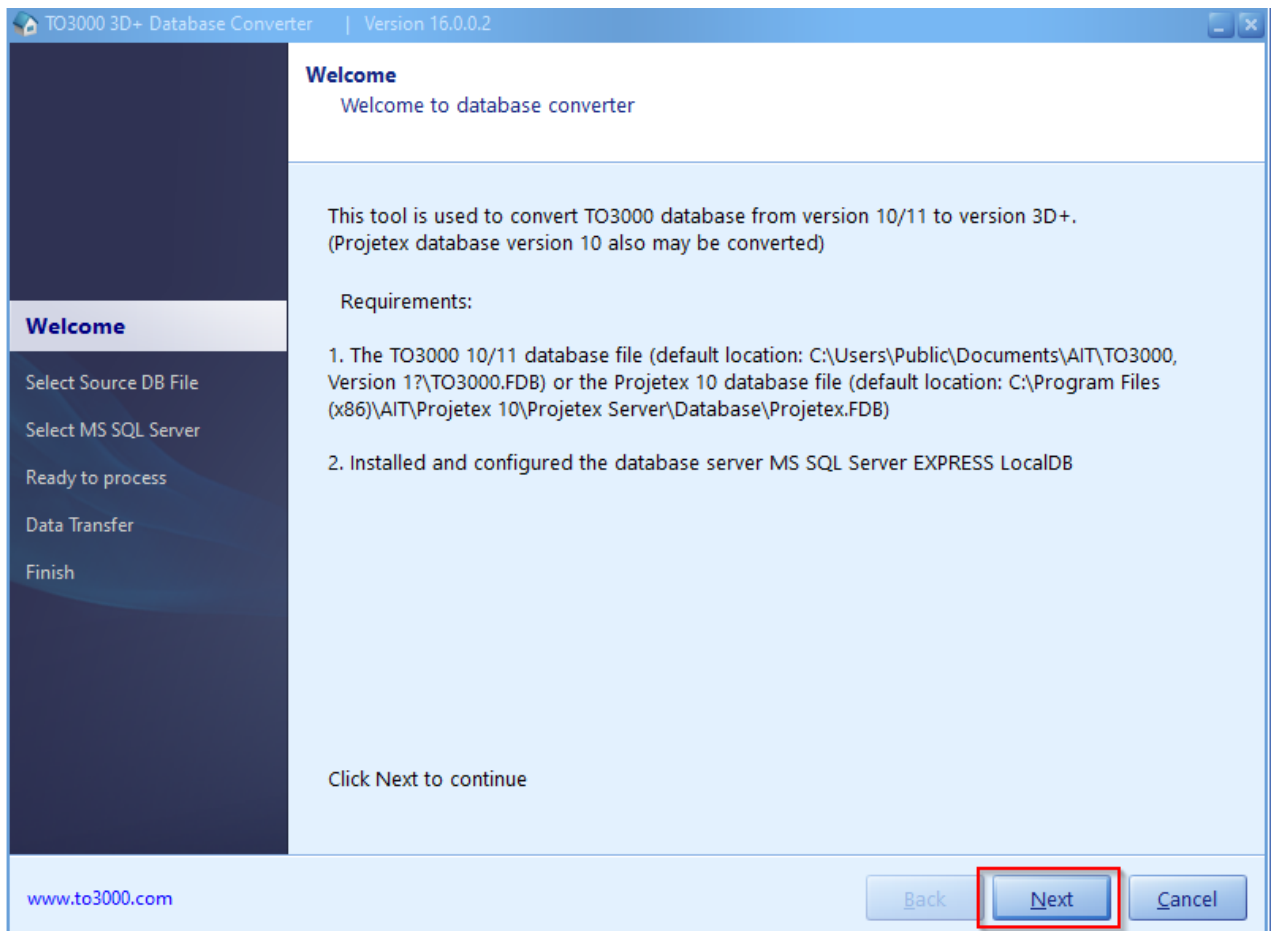 TO3000 3D+ Database Converter | Version 16.0.0.2
Welcome
Welcome to database converter
This tool is used to convert TO3000 database from version 10/11 to version 3D+.
(Projetex database version 10 also may be converted)
Requirements:
1. The TO3000 10/11 database file (default location: C:\Users\Public\Documents\AIT\TO3000,
Version 1?\TO3000.FDB) or the Projetex 10 database file (default location: C:\Program Files
(x86)\AIT\Projetex 10\Projetex Server\Database\Projetex.FDB)
2. Installed and configured the database server MS SQL Server EXPRESS LocalDB
Click Next to continue
Welcome
Select Source DB File
Select MS SQL Server
Ready to process
Data Transfer
Finish
www.to3000.com
Back
Next
Cancel